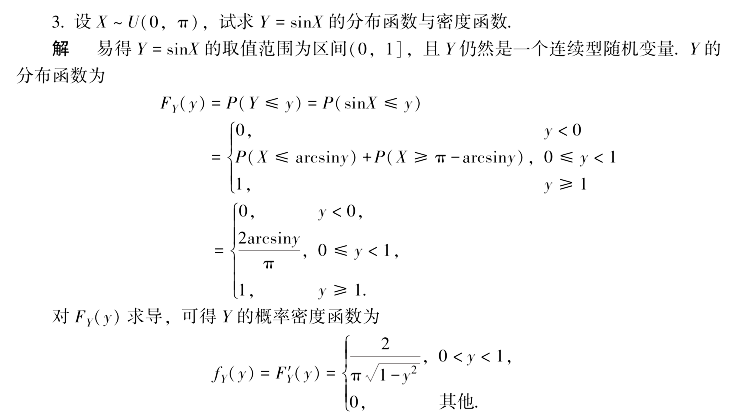 3. 设 X ~ U(0, π), 试求 Y = sinX 的分布函数与密度函数.
解 易得 Y = sinX 的取值范围为区间(0, 1], 且 Y 仍然是一个连续型随机变量. Y 的
分布函数为
F_Y(y) = P(Y ≤ y) = P(sinX ≤ y)
= { 0, y < 0
P(X ≤ arcsiny) + P(X ≥ π - arcsiny), 0 ≤ y < 1
1, y ≥ 1
= { 0, y < 0,
2arcsiny / π, 0 ≤ y < 1,
1, y ≥ 1.
对 F_Y(y) 求导, 可得 Y 的概率密度函数为
f_Y(y) = F'_Y(y) = { 2 / (π√(1 - y²)), 0 < y < 1,
0, 其他.